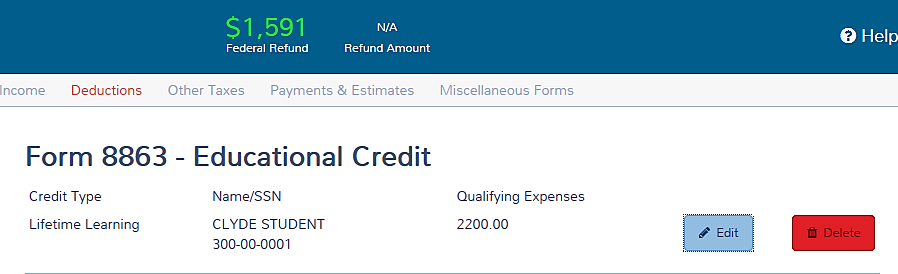 $1,591 N/A
Federal Refund Refund Amount
Help
Income Deductions Other Taxes Payments & Estimates Miscellaneous Forms
Form 8863 - Educational Credit
Credit Type Name/SSN Qualifying Expenses
Lifetime Learning CLYDE STUDENT 2200.00 Edit Delete
300-00-0001